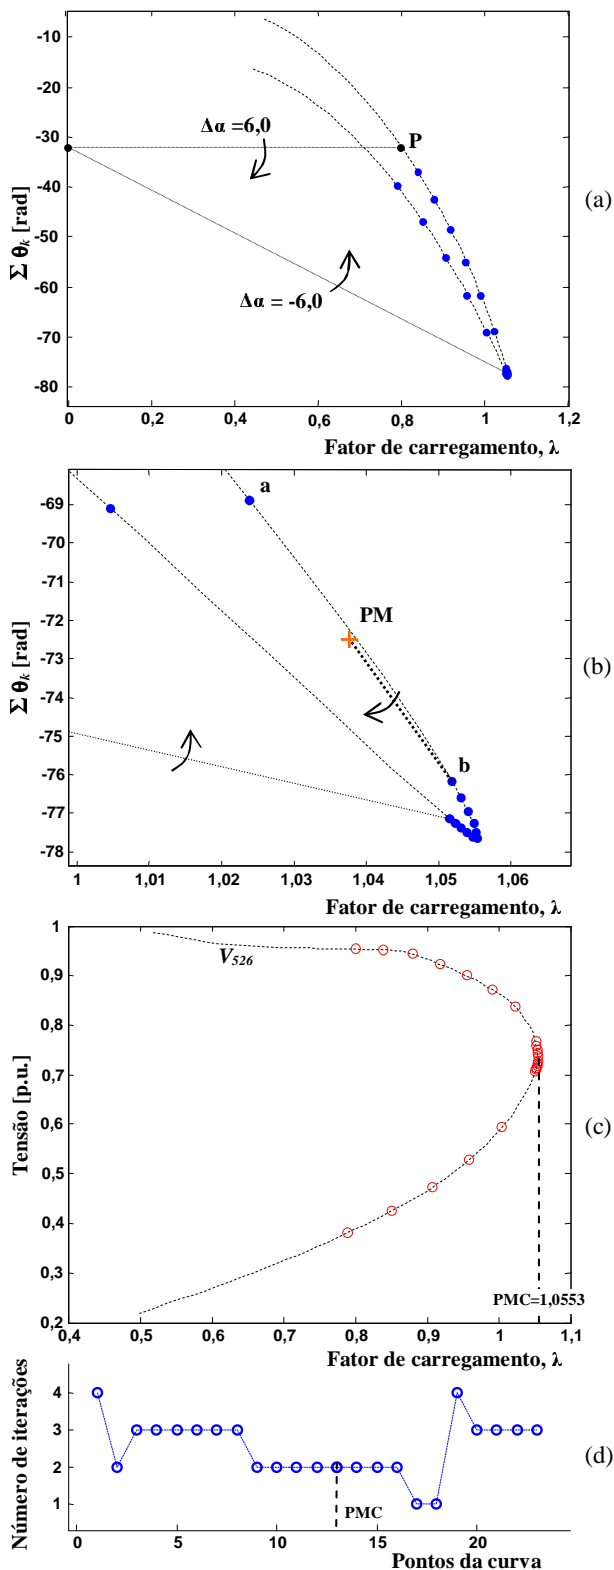 -5
-10
-20
-30
-40
-50
-60
-70
-80
Σ θk [rad]
Δα =6,0
P
Δα = -6,0
(a)
0 0,2 0,4 0,6 0,8 1 1,2
Fator de carregamento, λ
-69
-70
-71
-72
-73
-74
-75
-76
-77
-78
Σ θk [rad]
a
PM
b
(b)
1 1,01 1,02 1,03 1,04 1,05 1,06
Fator de carregamento, λ
1
0,9
0,8
0,7
0,6
0,5
0,4
0,3
0,2
Tensão [p.u.]
V526
(c)
PMC=1,0553
0,4 0,5 0,6 0,7 0,8 0,9 1 1,1
Fator de carregamento, λ
Número de iterações
4
3
2
1
PMC
(d)
0 5 10 15 20
Pontos da curva